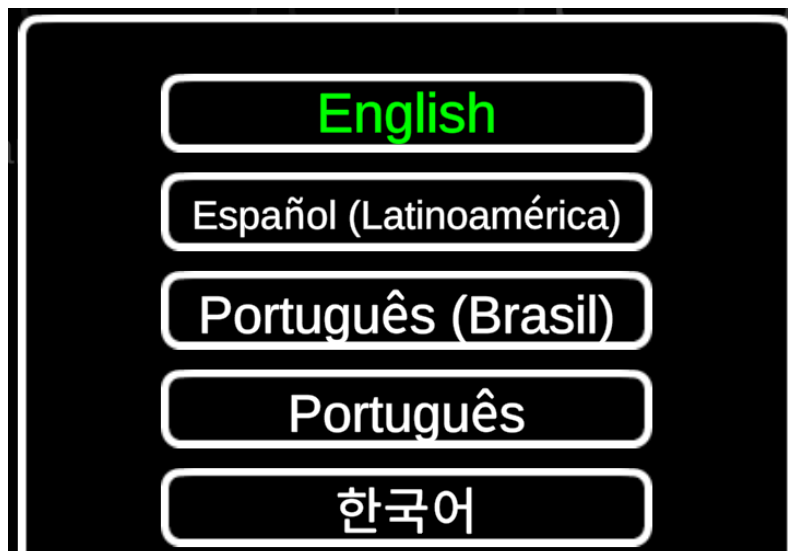 English
Español (Latinoamérica)
Português (Brasil)
Português
한국어